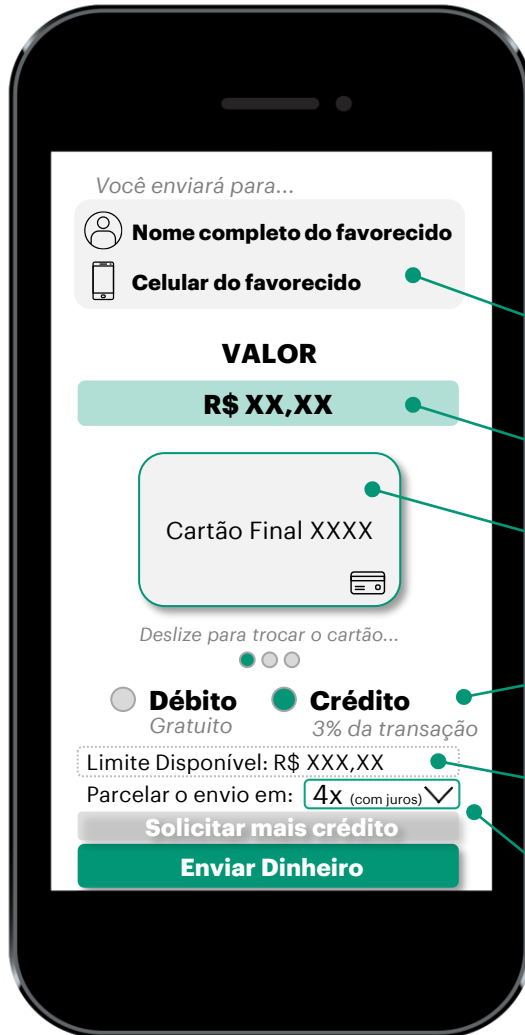 Você enviará para...
Nome completo do favorecido
Celular do favorecido
VALOR
R$ XX,XX
Cartão Final XXXX
Deslize para trocar o cartão...
Débito Crédito
Gratuito 3% da transação
Limite Disponível: R$ XXX,XX
Parcelar o envio em: 4x (com juros)
Solicitar mais crédito
Enviar Dinheiro